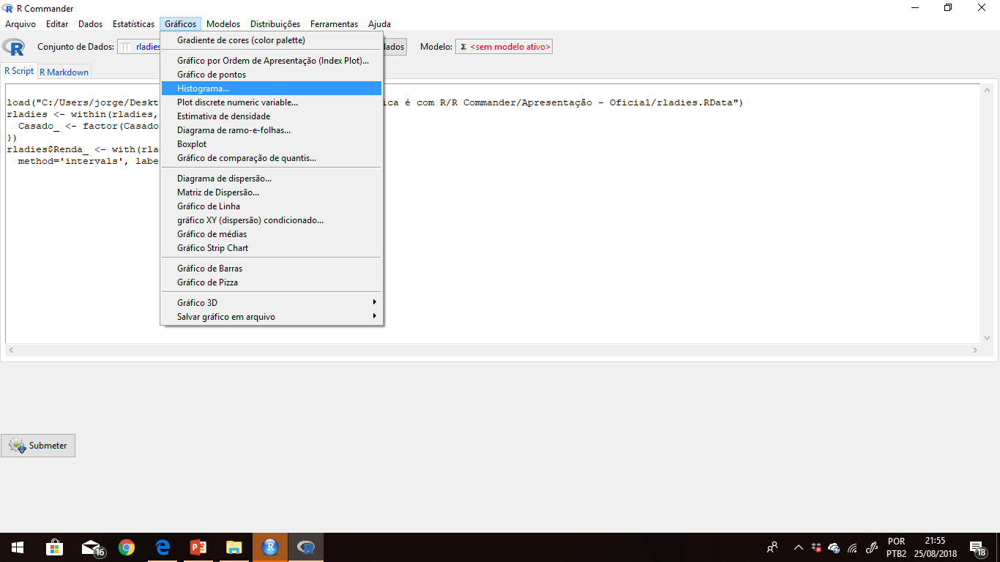 R Commander
Arquivo Editar Dados Estatísticas Gráficos Modelos Distribuições Ferramentas Ajuda
Conjunto de Dados: rladies dados Modelo: Σ <sem modelo ativo>
R Script R Markdown
load("C:/Users/jorge/Deskt ica é com R/R Commander/Apresentação - Oficial/rladies.RData")
rladies <- within(rladies,
Casado_ <- factor(Casado
})
rladies$Renda_ <- with(rla
method='intervals', labe
Gradiente de cores (color palette)
Gráfico por Ordem de Apresentação (Index Plot)...
Gráfico de pontos
Histograma...
Plot discrete numeric variable...
Estimativa de densidade
Diagrama de ramo-e-folhas...
Boxplot
Gráfico de comparação de quantis...
Diagrama de dispersão...
Matriz de Dispersão...
Gráfico de Linha
gráfico XY (dispersão) condicionado...
Gráfico de médias
Gráfico Strip Chart
Gráfico de Barras
Gráfico de Pizza
Gráfico 3D
Salvar gráfico em arquivo
Submeter
16
POR
PTB2
21:55
25/08/2018
18